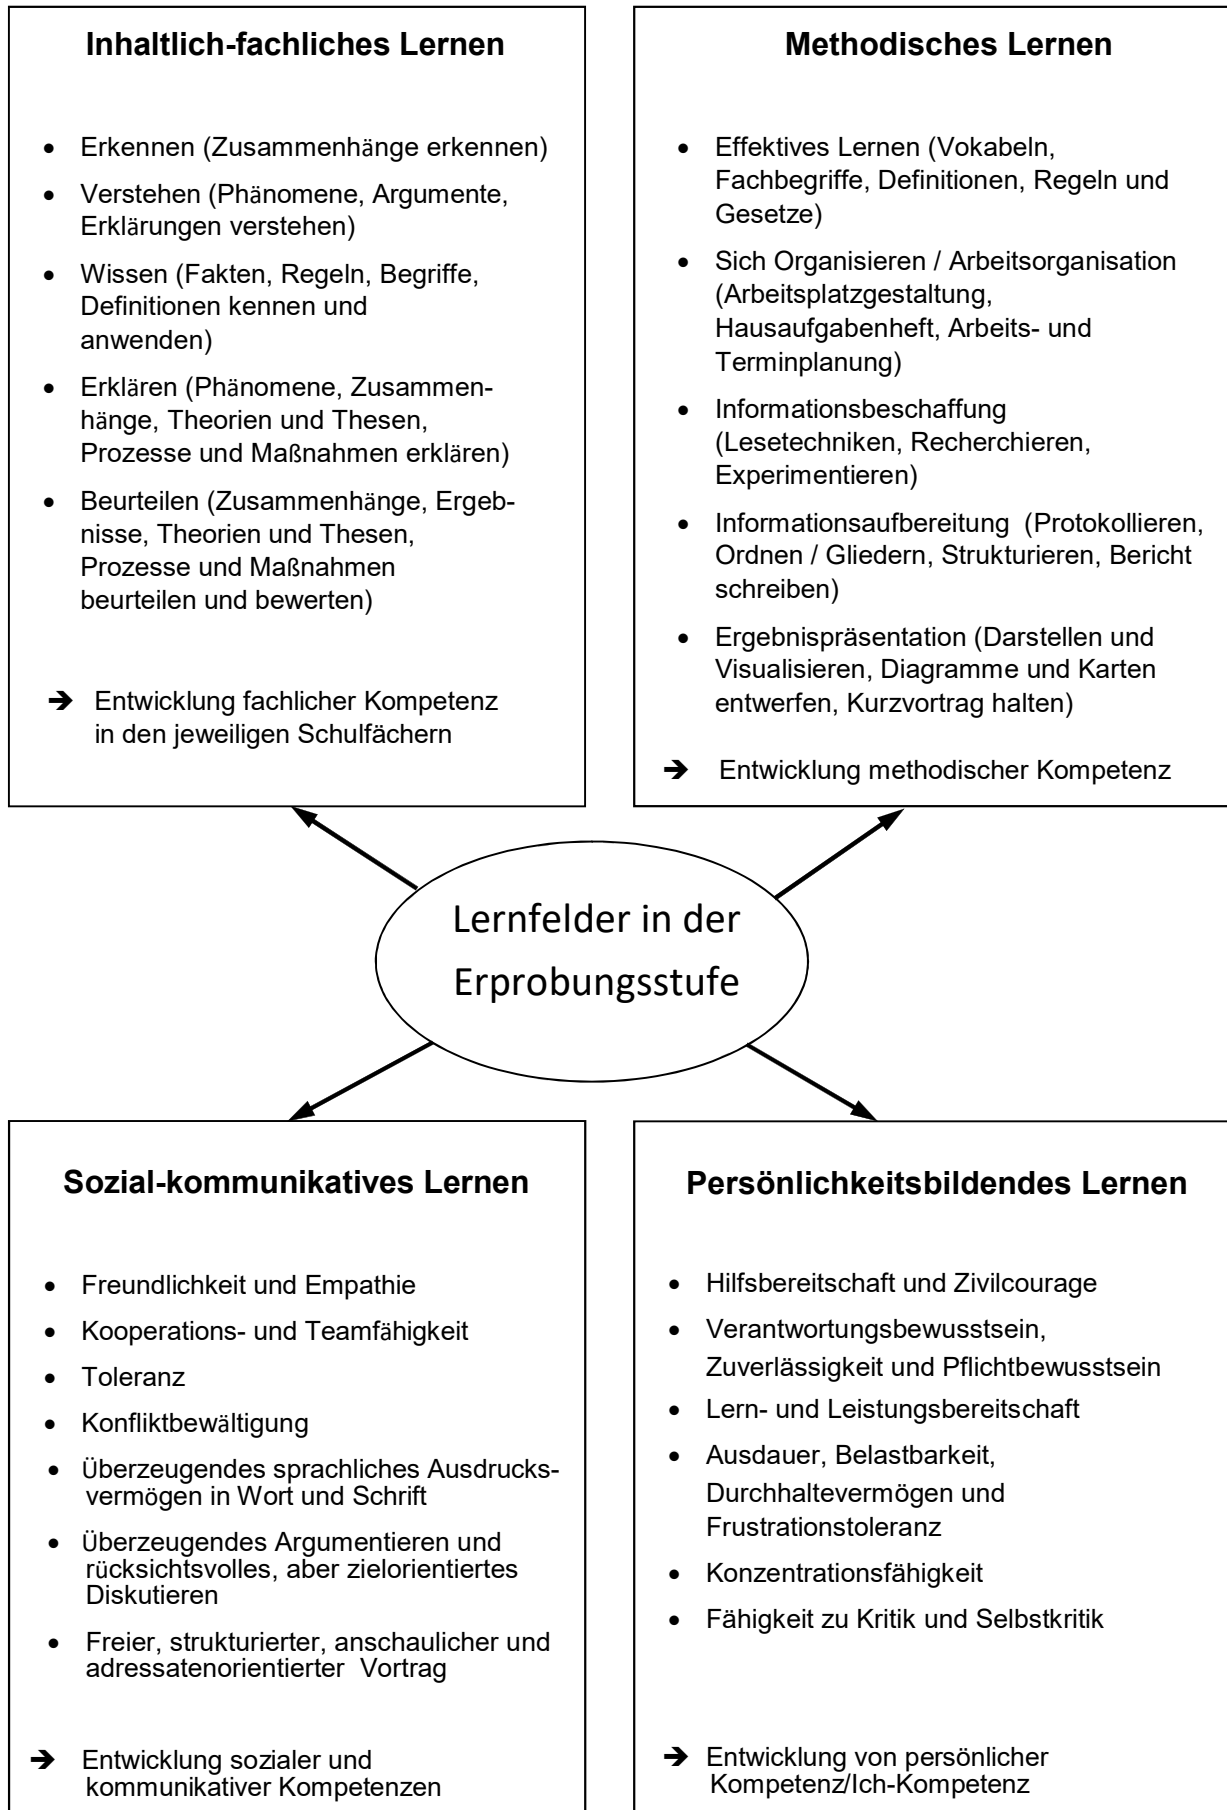 Inhaltlich-fachliches Lernen
• Erkennen (Zusammenhänge erkennen)
• Verstehen (Phänomene, Argumente,
Erklärungen verstehen)
• Wissen (Fakten, Regeln, Begriffe,
Definitionen kennen und
anwenden)
• Erklären (Phänomene, Zusammen-
hänge, Theorien und Thesen,
Prozesse und Maßnahmen erklären)
• Beurteilen (Zusammenhänge, Ergeb-
nisse, Theorien und Thesen,
Prozesse und Maßnahmen
beurteilen und bewerten)
➔ Entwicklung fachlicher Kompetenz
in den jeweiligen Schulfächern
Methodisches Lernen
• Effektives Lernen (Vokabeln,
Fachbegriffe, Definitionen, Regeln und
Gesetze)
• Sich Organisieren / Arbeitsorganisation
(Arbeitsplatzgestaltung,
Hausaufgabenheft, Arbeits- und
Terminplanung)
• Informationsbeschaffung
(Lesetechniken, Recherchieren,
Experimentieren)
• Informationsaufbereitung (Protokollieren,
Ordnen / Gliedern, Strukturieren, Bericht
schreiben)
• Ergebnispräsentation (Darstellen und
Visualisieren, Diagramme und Karten
entwerfen, Kurzvortrag halten)
➔ Entwicklung methodischer Kompetenz
Lernfelder in der
Erprobungsstufe
Sozial-kommunikatives Lernen
• Freundlichkeit und Empathie
• Kooperations- und Teamfähigkeit
• Toleranz
• Konfliktbewältigung
• Überzeugendes sprachliches Ausdrucks-
vermögen in Wort und Schrift
• Überzeugendes Argumentieren und
rücksichtsvolles, aber zielorientiertes
Diskutieren
• Freier, strukturierter, anschaulicher und
adressatenorientierter Vortrag
➔ Entwicklung sozialer und
kommunikativer Kompetenzen
Persönlichkeitsbildendes Lernen
• Hilfsbereitschaft und Zivilcourage
• Verantwortungsbewusstsein,
Zuverlässigkeit und Pflichtbewusstsein
• Lern- und Leistungsbereitschaft
• Ausdauer, Belastbarkeit,
Durchhaltevermögen und
Frustrationstoleranz
• Konzentrationsfähigkeit
• Fähigkeit zu Kritik und Selbstkritik
➔ Entwicklung von persönlicher
Kompetenz/Ich-Kompetenz